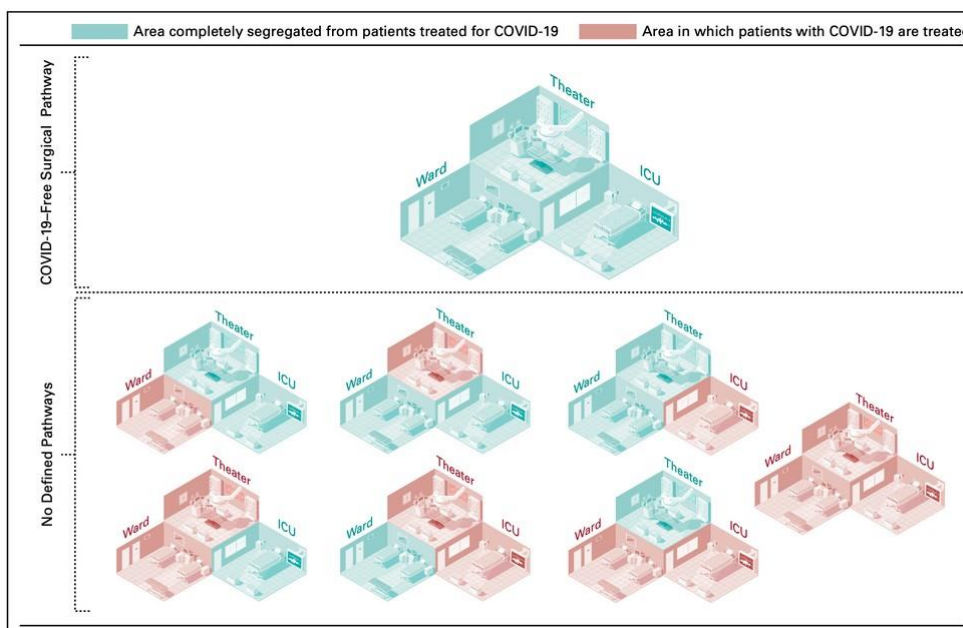 Area completely segregated from patients treated for COVID-19
Area in which patients with COVID-19 are treated
COVID-19–Free Surgical Pathway
Theater
Ward
ICU
No Defined Pathways
Theater
Ward
ICU
Theater
Ward
ICU
Theater
Ward
ICU
Theater
Ward
ICU
Theater
Ward
ICU
Theater
Ward
ICU
Theater
Ward
ICU